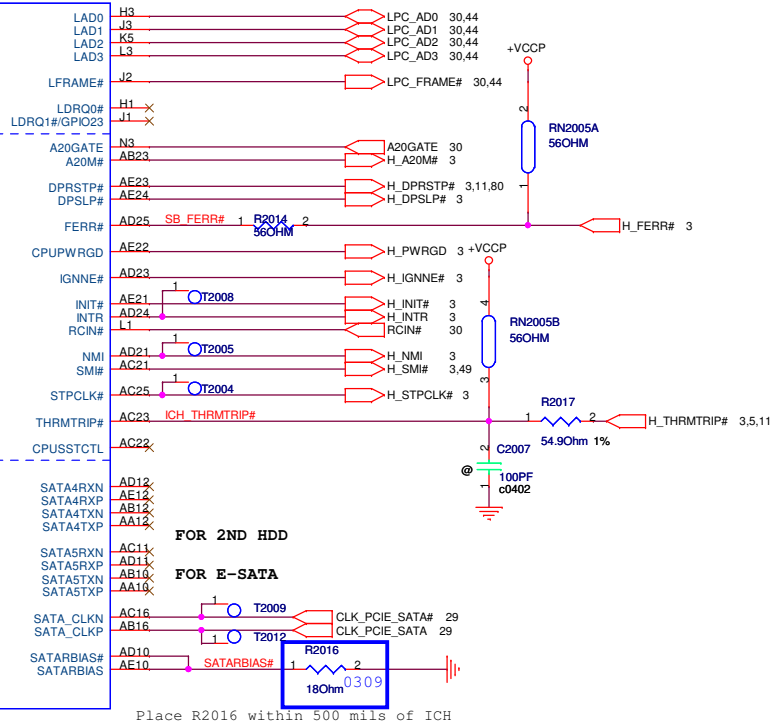 LAD0 H3 LPC_AD0 30,44
LAD1 J3 LPC_AD1 30,44
LAD2 K5 LPC_AD2 30,44
LAD3 L3 LPC_AD3 30,44
+VCCP
LFRAME# J2 LPC_FRAME# 30,44
LDRQ0# H1
LDRQ1#/GPIO23 J1
2
RN2005A
56OHM
1
A20GATE N3 A20GATE 30
A20M# AB23 H_A20M# 3
DPRSTP# AE23 H_DPRSTP# 3,11,80
DPSLP# AE24 H_DPSLP# 3
FERR# AD25 SB_FERR# 1 R2014 2 H_FERR# 3
56OHM
CPUPWRGD AE22 H_PWRGD 3
+VCCP
IGNNE# AD23 H_IGNNE# 3
1 T2008
INIT# AE21 H_INIT# 3
INTR AD24 H_INTR 3
RCIN# L1 RCIN# 30
4
RN2005B
56OHM
3
1 T2005
NMI AD21 H_NMI 3
SMI# AC21 H_SMI# 3,49
1 T2004
STPCLK# AC25 H_STPCLK# 3
R2017
THRMTRIP# AC23 ICH_THRMTRIP# 1 2 H_THRMTRIP# 3,5,11
54.9Ohm 1%
CPUSSTCTL AC22
2 C2007
@ 100PF
1 c0402
SATA4RXN AD12
SATA4RXP AE12
SATA4TXN AB12
SATA4TXP AA12
FOR 2ND HDD
SATA5RXN AC11
SATA5RXP AD11
SATA5TXN AB10
SATA5TXP AA10
FOR E-SATA
1 T2009
SATA_CLKN AC16 CLK_PCIE_SATA# 29
SATA_CLKP AB16 CLK_PCIE_SATA 29
1 T2012
R2016
SATARBIAS# AD10
SATARBIAS AE10 SATARBIAS# 1 2
18Ohm 0309
Place R2016 within 500 mils of ICH